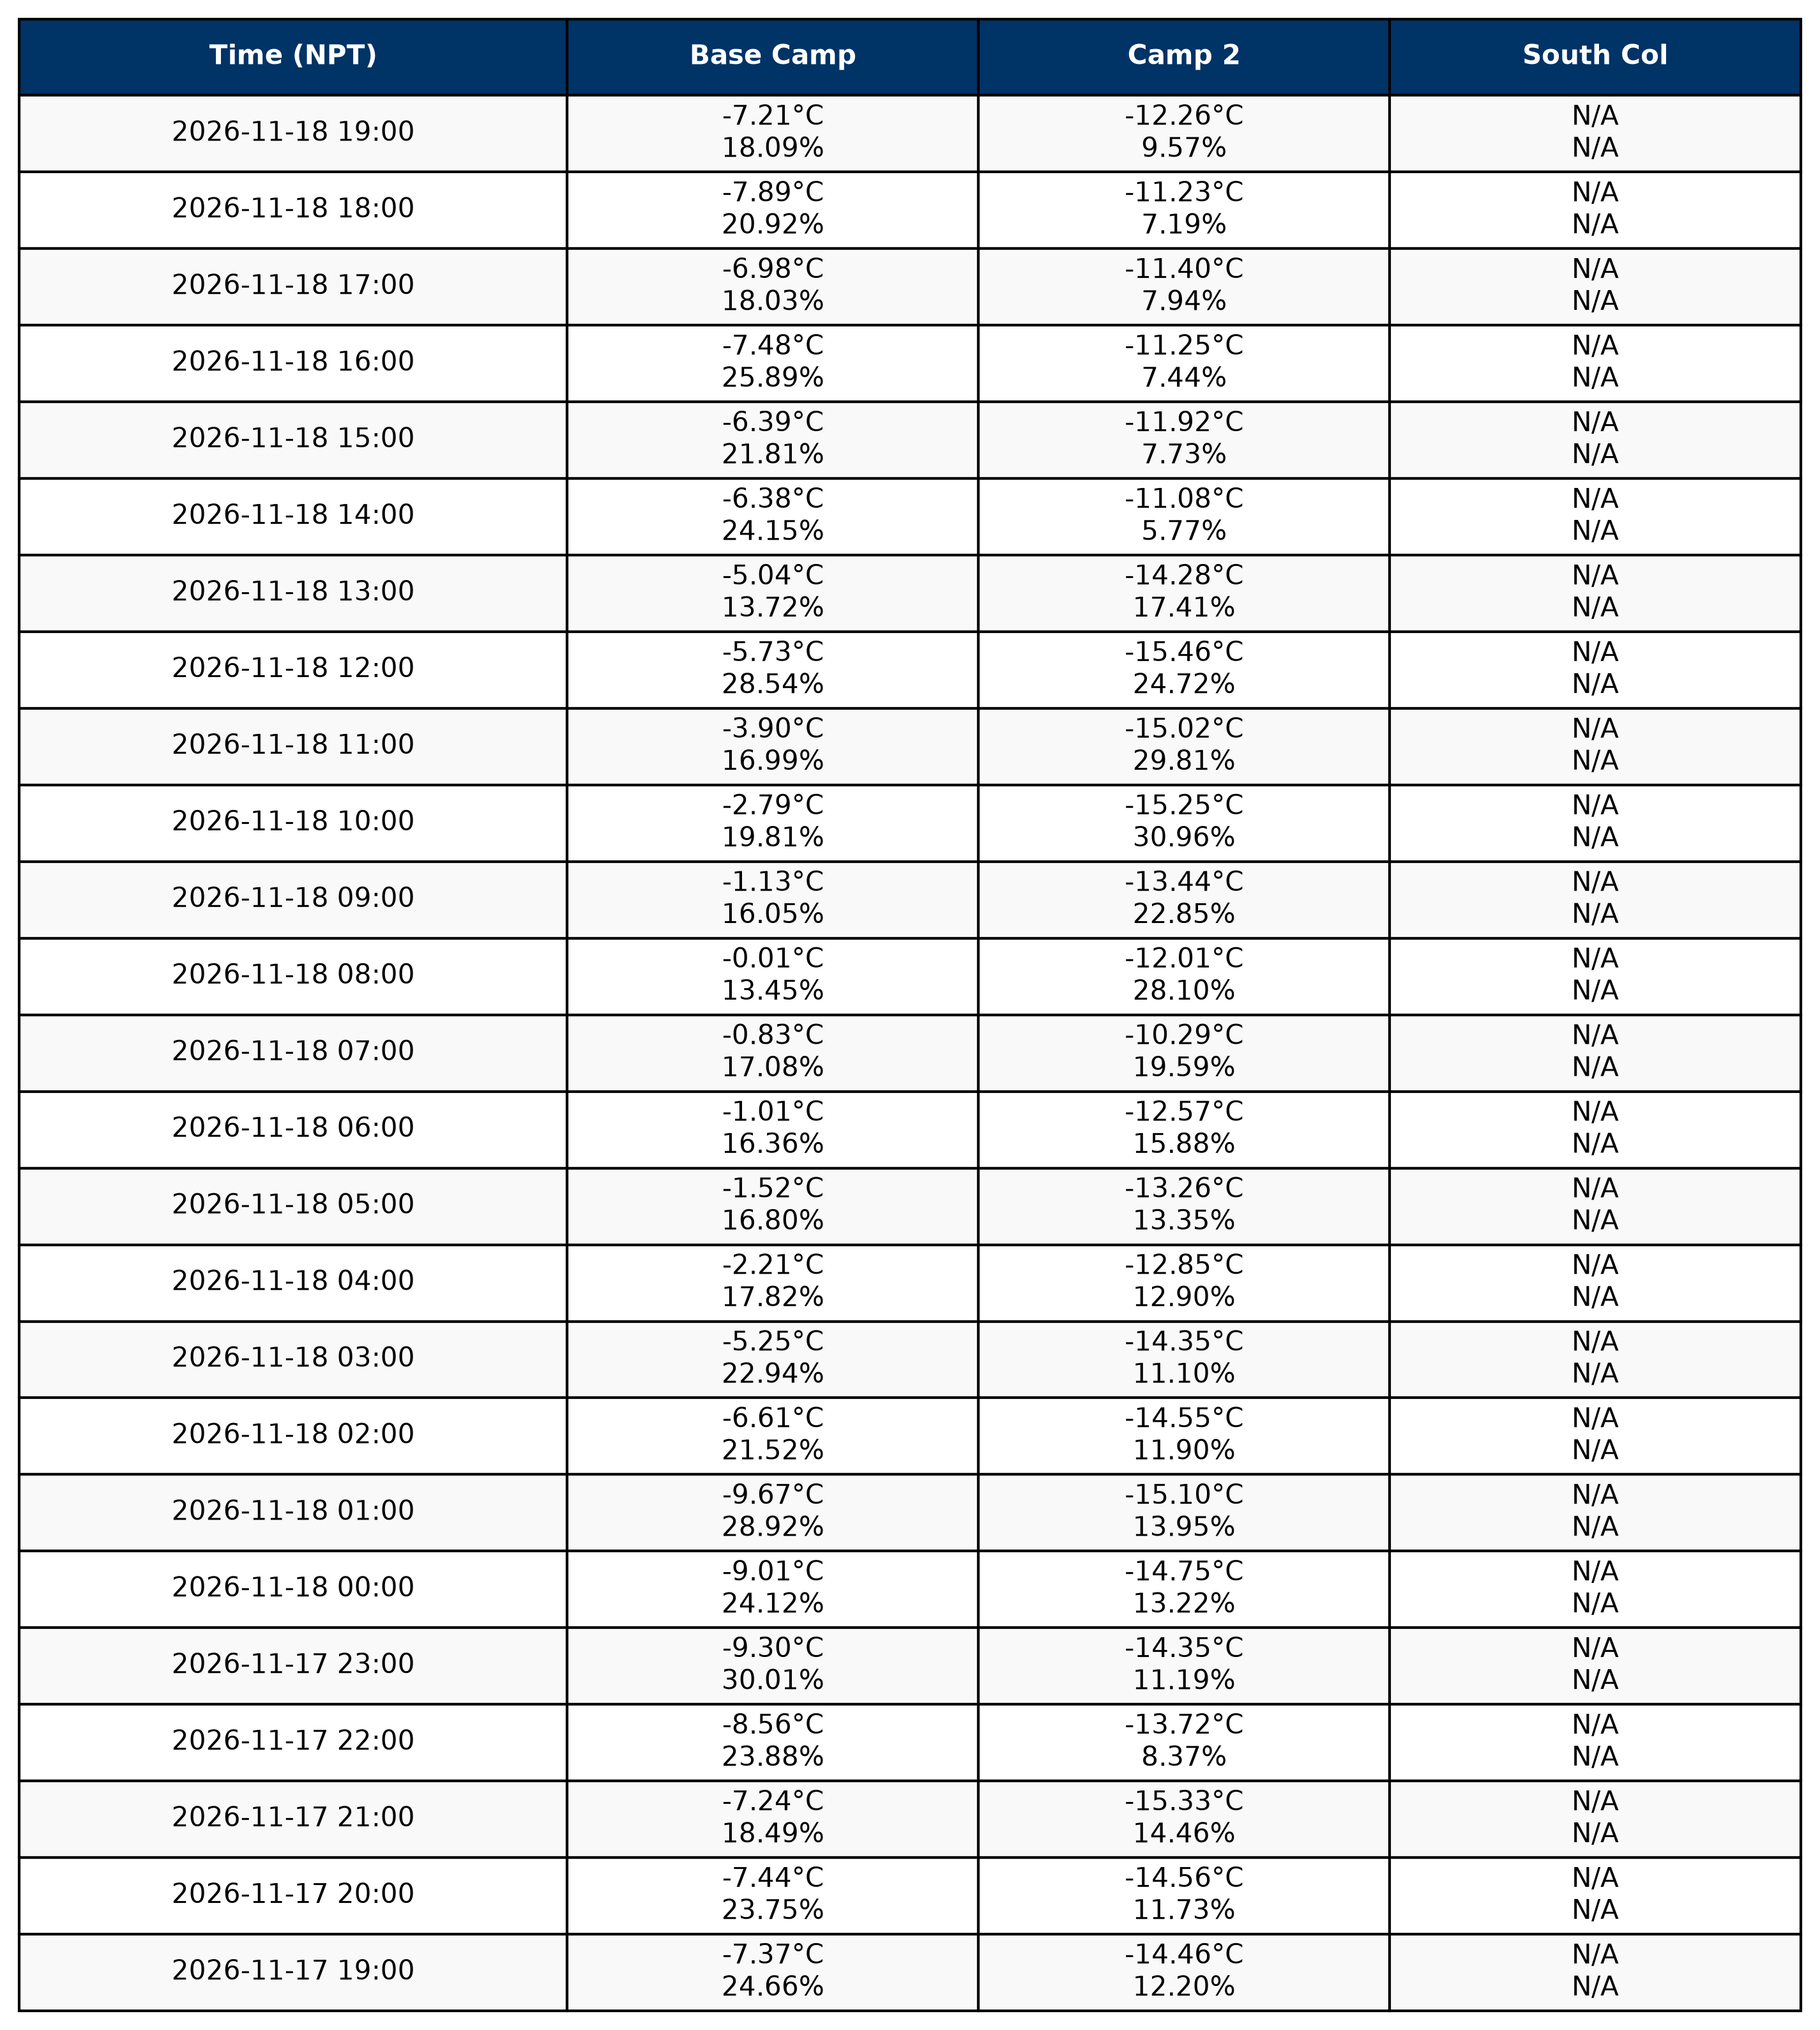 Time (NPT) Base Camp Camp 2 South Col
2026-11-18 19:00 -7.21°C -12.26°C N/A
18.09% 9.57% N/A
2026-11-18 18:00 -7.89°C -11.23°C N/A
20.92% 7.19% N/A
2026-11-18 17:00 -6.98°C -11.40°C N/A
18.03% 7.94% N/A
2026-11-18 16:00 -7.48°C -11.25°C N/A
25.89% 7.44% N/A
2026-11-18 15:00 -6.39°C -11.92°C N/A
21.81% 7.73% N/A
2026-11-18 14:00 -6.38°C -11.08°C N/A
24.15% 5.77% N/A
2026-11-18 13:00 -5.04°C -14.28°C N/A
13.72% 17.41% N/A
2026-11-18 12:00 -5.73°C -15.46°C N/A
28.54% 24.72% N/A
2026-11-18 11:00 -3.90°C -15.02°C N/A
16.99% 29.81% N/A
2026-11-18 10:00 -2.79°C -15.25°C N/A
19.81% 30.96% N/A
2026-11-18 09:00 -1.13°C -13.44°C N/A
16.05% 22.85% N/A
2026-11-18 08:00 -0.01°C -12.01°C N/A
13.45% 28.10% N/A
2026-11-18 07:00 -0.83°C -10.29°C N/A
17.08% 19.59% N/A
2026-11-18 06:00 -1.01°C -12.57°C N/A
16.36% 15.88% N/A
2026-11-18 05:00 -1.52°C -13.26°C N/A
16.80% 13.35% N/A
2026-11-18 04:00 -2.21°C -12.85°C N/A
17.82% 12.90% N/A
2026-11-18 03:00 -5.25°C -14.35°C N/A
22.94% 11.10% N/A
2026-11-18 02:00 -6.61°C -14.55°C N/A
21.52% 11.90% N/A
2026-11-18 01:00 -9.67°C -15.10°C N/A
28.92% 13.95% N/A
2026-11-18 00:00 -9.01°C -14.75°C N/A
24.12% 13.22% N/A
2026-11-17 23:00 -9.30°C -14.35°C N/A
30.01% 11.19% N/A
2026-11-17 22:00 -8.56°C -13.72°C N/A
23.88% 8.37% N/A
2026-11-17 21:00 -7.24°C -15.33°C N/A
18.49% 14.46% N/A
2026-11-17 20:00 -7.44°C -14.56°C N/A
23.75% 11.73% N/A
2026-11-17 19:00 -7.37°C -14.46°C N/A
24.66% 12.20% N/A